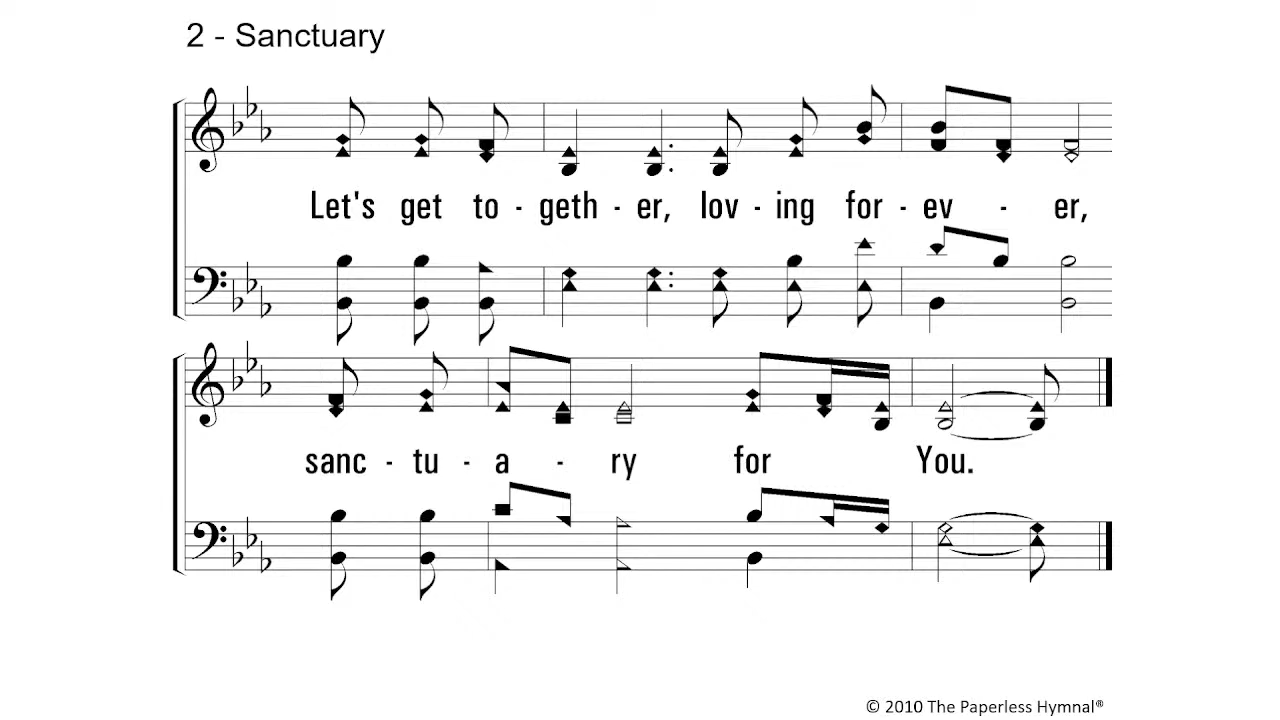 2 - Sanctuary
Let's get to - geth - er, lov - ing for - ev - er,
sanc - tu - a - ry for You.
© 2010 The Paperless Hymnal®